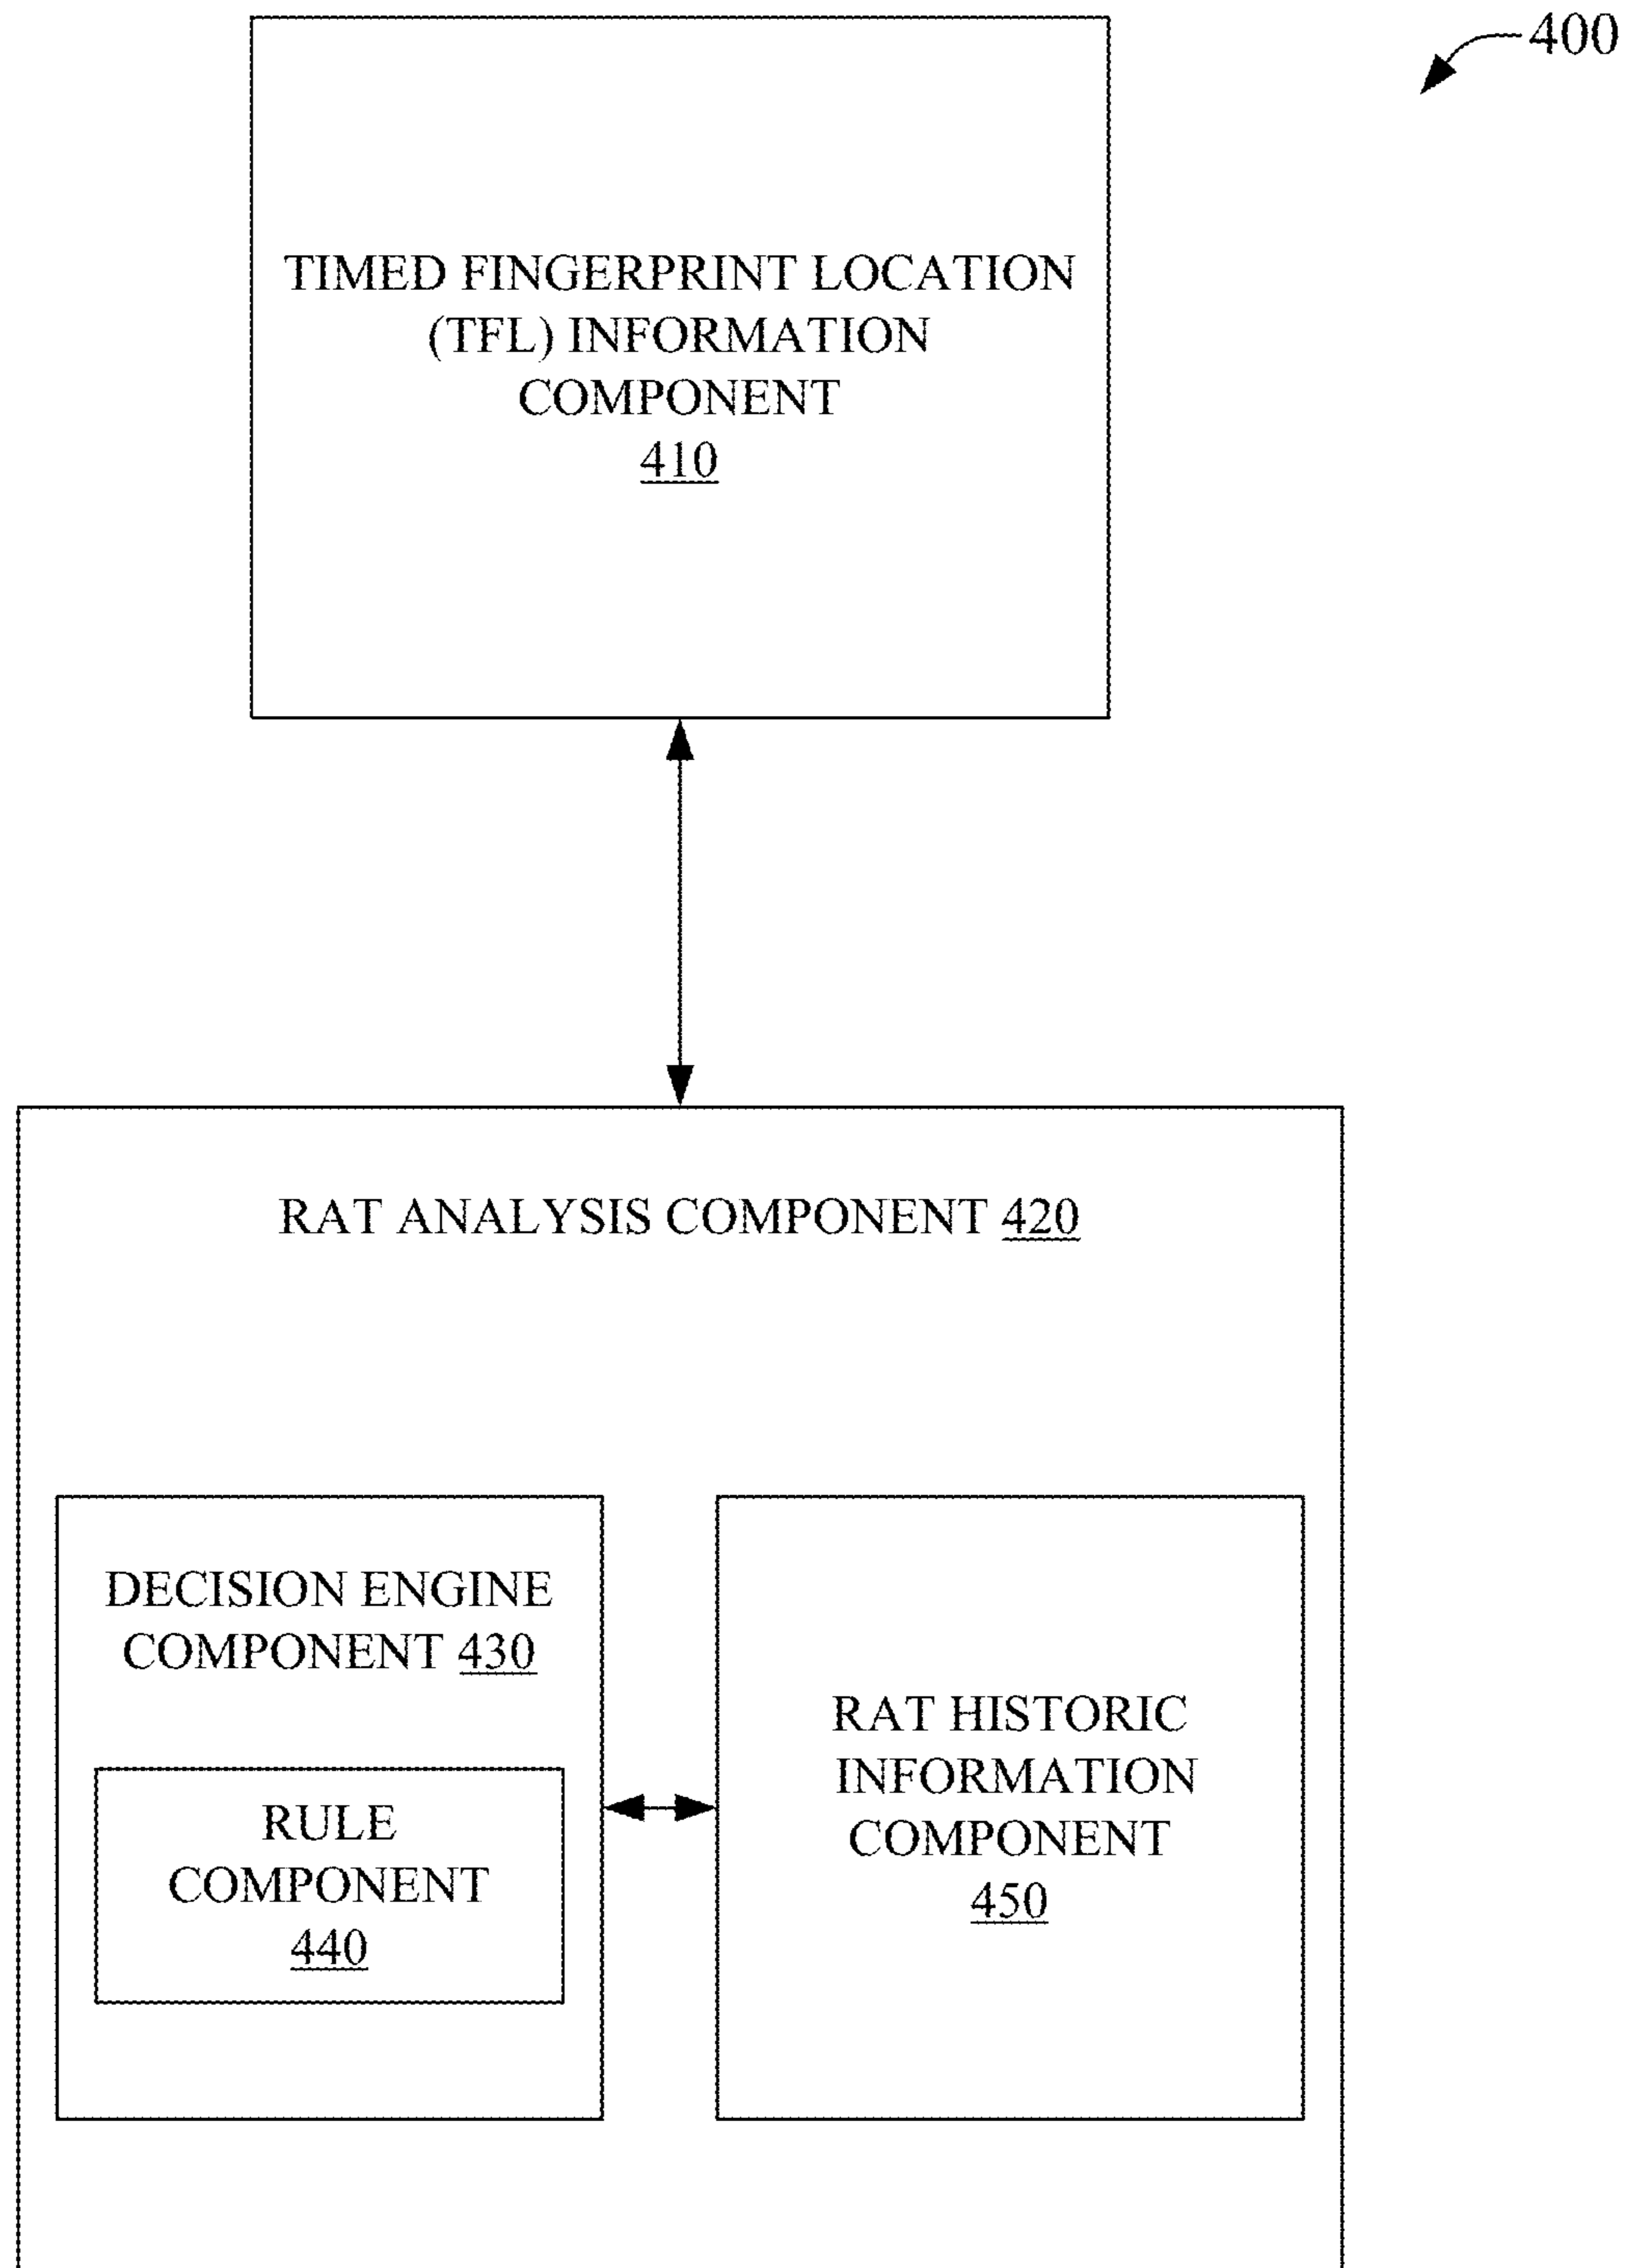 400
TIMED FINGERPRINT LOCATION
(TFL) INFORMATION
COMPONENT
410
RAT ANALYSIS COMPONENT 420
DECISION ENGINE
COMPONENT 430
RULE
COMPONENT
440
RAT HISTORIC
INFORMATION
COMPONENT
450